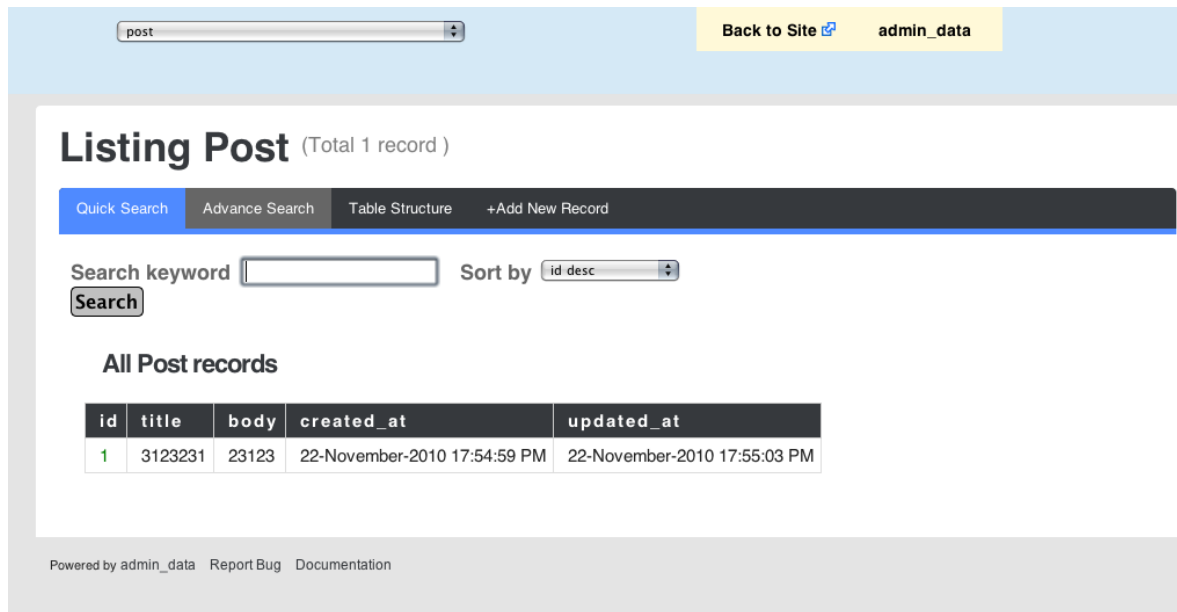 post
Back to Site admin_data
Listing Post (Total 1 record )
Quick Search Advance Search Table Structure +Add New Record
Search keyword Sort by id desc
Search
All Post records
id title body created_at updated_at
1 3123231 23123 22-November-2010 17:54:59 PM 22-November-2010 17:55:03 PM
Powered by admin_data Report Bug Documentation